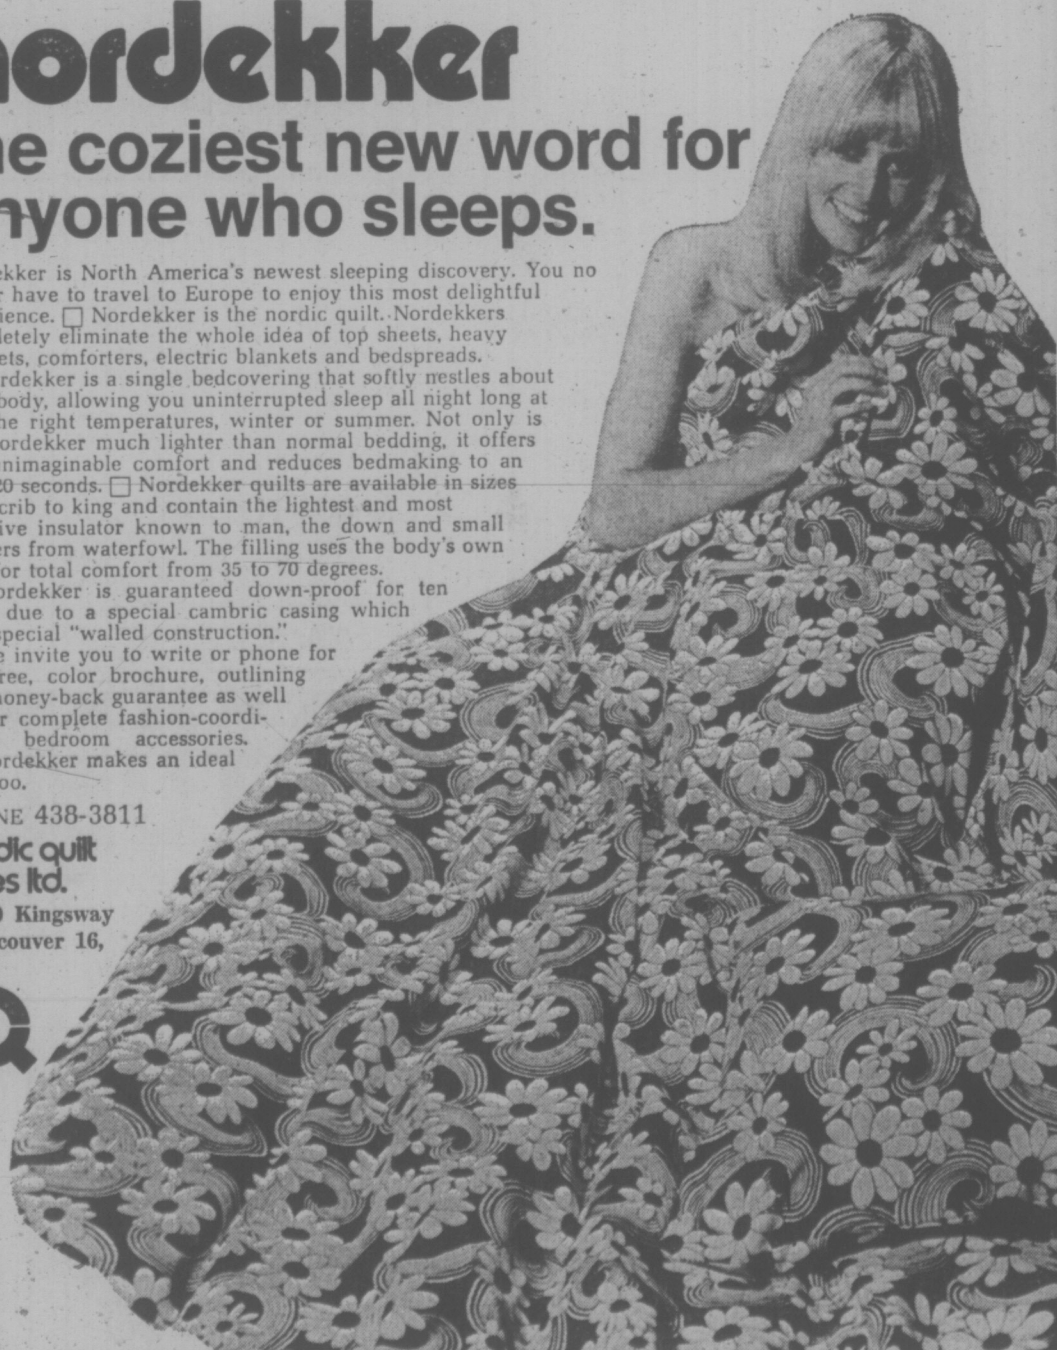 nordekker
he coziest new word for
nyone who sleeps.
ekker is North America's newest sleeping discovery. You no
r have to travel to Europe to enjoy this most delightful
ience. □ Nordekker is the nordic quilt. Nordekkers
letely eliminate the whole idea of top sheets, heavy
ets, comforters, electric blankets and bedspreads.
rdekker is a single bedcovering that softly nestles about
body, allowing you uninterrupted sleep all night long at
he right temperatures, winter or summer. Not only is
ordekker much lighter than normal bedding, it offers
nimaginable comfort and reduces bedmaking to an
20 seconds. □ Nordekker quilts are available in sizes
crib to king and contain the lightest and most
ive insulator known to man, the down and small
ers from waterfowl. The filling uses the body's own
or total comfort from 35 to 70 degrees.
ordekker is guaranteed down-proof for ten
due to a special cambric casing which
special "walled construction."
e invite you to write or phone for
ree, color brochure, outlining
money-back guarantee as well
r complete fashion-coordi-
bedroom accessories.
ordekker makes an ideal
oo.
NE 438-3811
dic quilt
es ltd.
0 Kingsway
couver 16,
Q